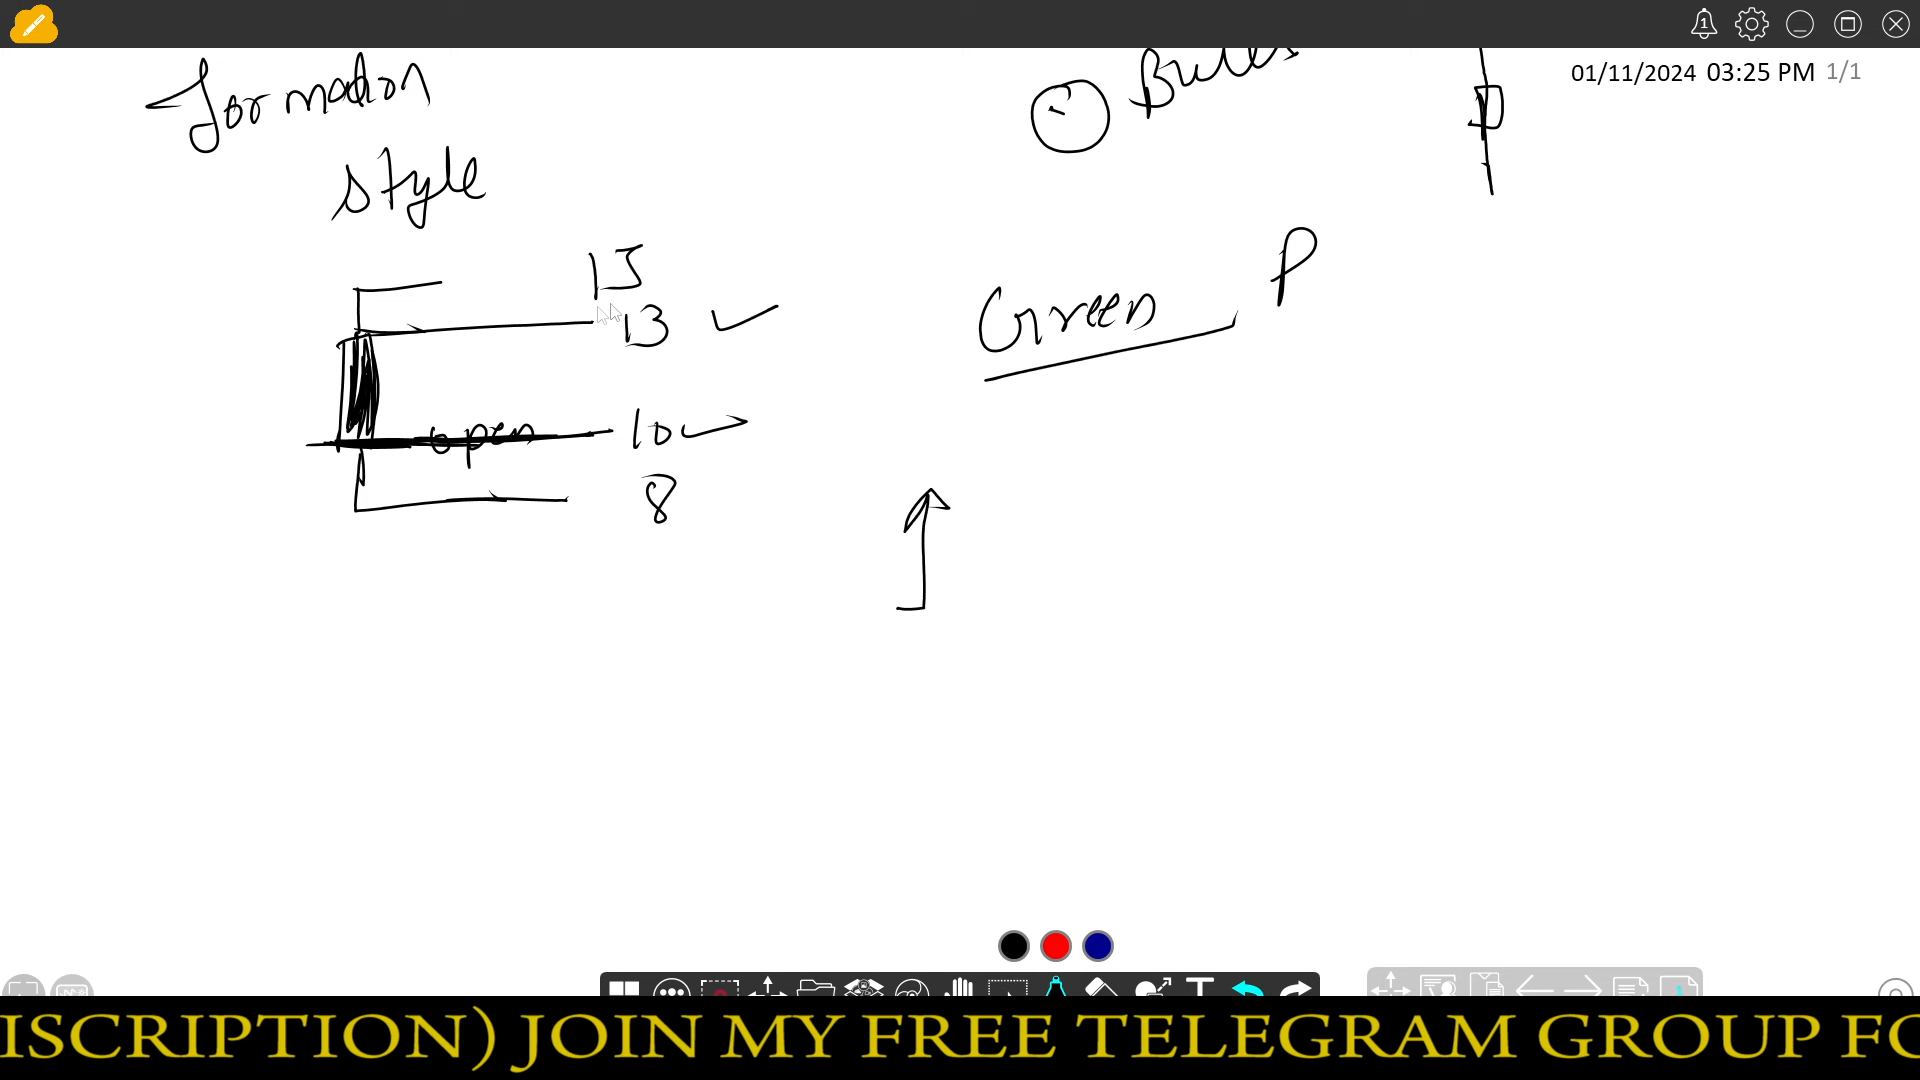 01/11/2024 03:25 PM 1/1
formation
style
Bulls
15
13
Green
P
open
10
8
ISCRIPTION) JOIN MY FREE TELEGRAM GROUP FO